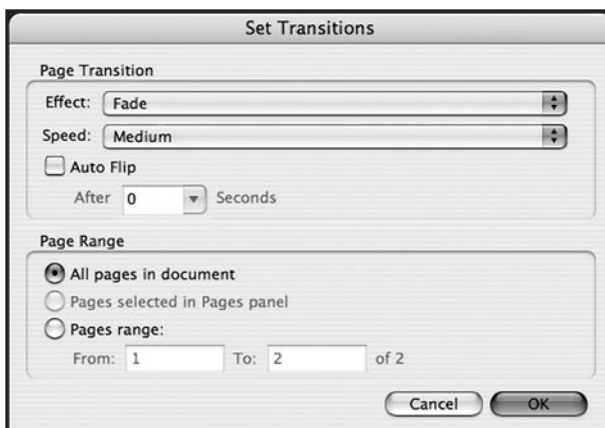 Set Transitions
Page Transition
Effect: Fade
Speed: Medium
Auto Flip
After 0 Seconds
Page Range
All pages in document
Pages selected in Pages panel
Pages range:
From: 1 To: 2 of 2
Cancel OK